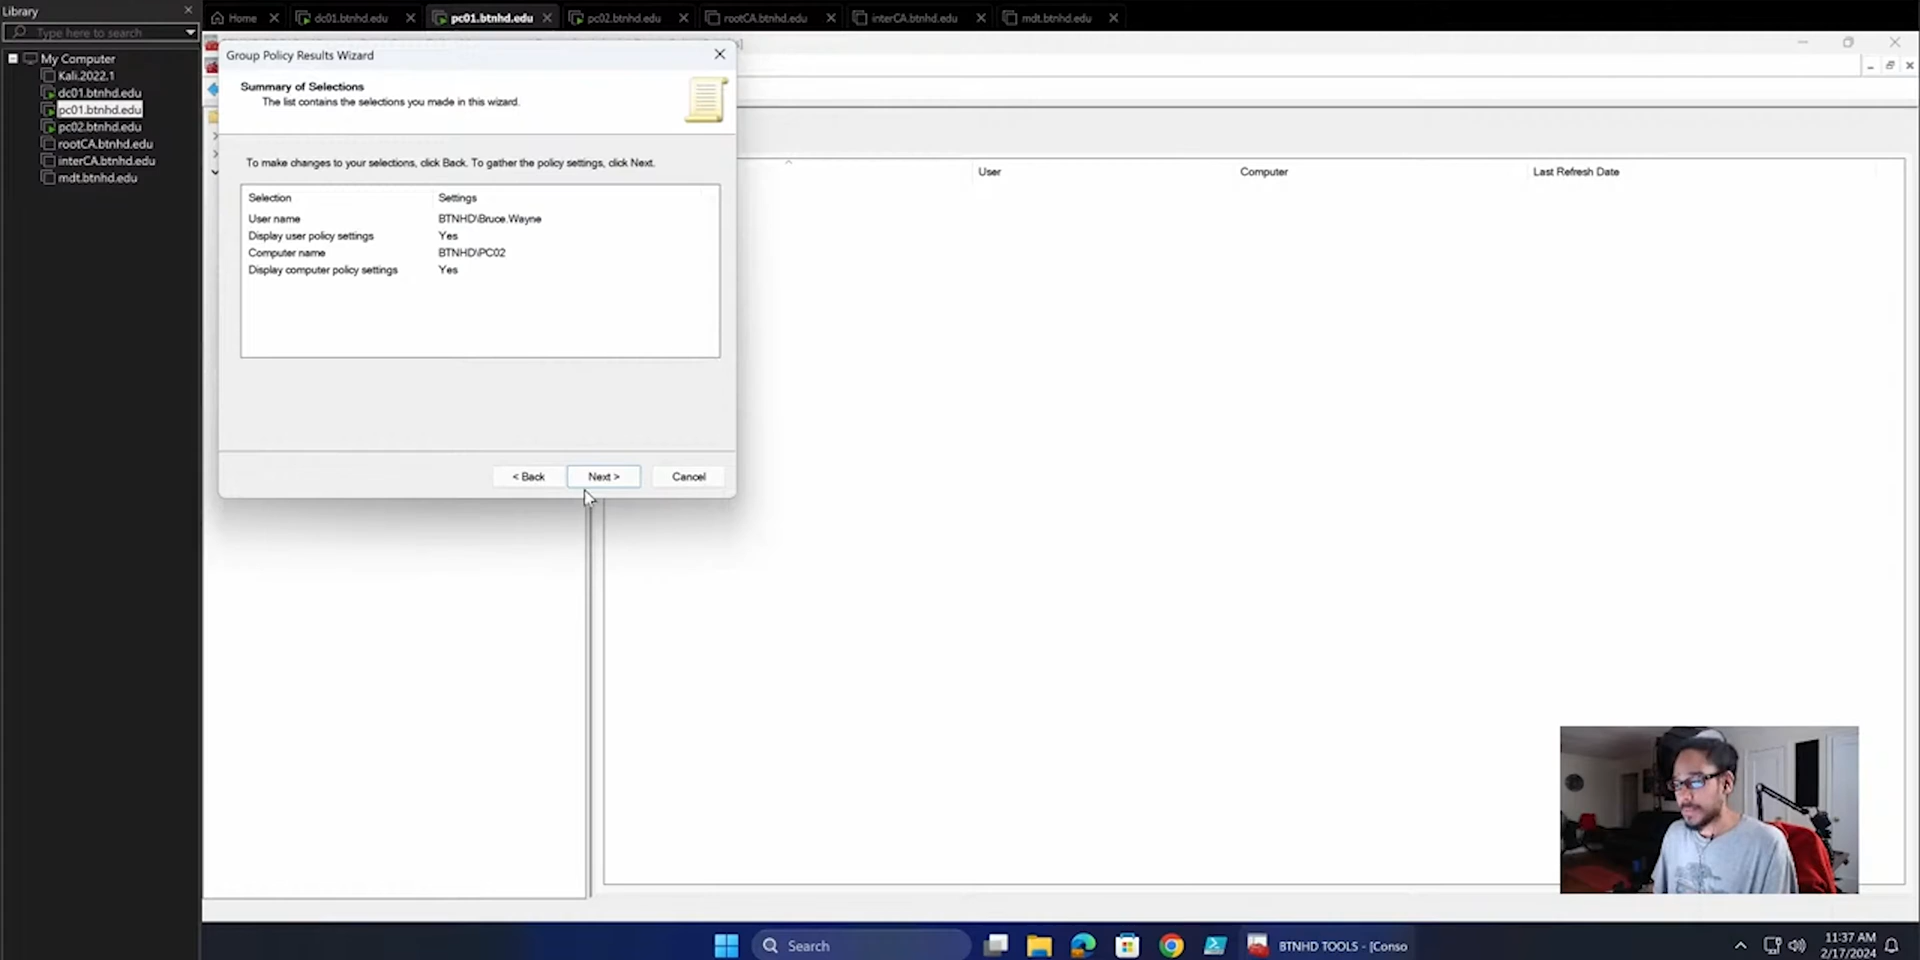 Library
Type here to search
My Computer
Kali.2022.1
dc01.btnhd.edu
pc01.btnhd.edu
pc02.btnhd.edu
rootCA.btnhd.edu
interCA.btnhd.edu
mdt.btnhd.edu
Home
dc01.btnhd.edu
pc01.btnhd.edu
pc02.btnhd.edu
rootCA.btnhd.edu
interCA.btnhd.edu
mdt.btnhd.edu
Group Policy Results Wizard
Summary of Selections
The list contains the selections you made in this wizard.
To make changes to your selections, click Back. To gather the policy settings, click Next.
Selection Settings
User name BTNHD\Bruce.Wayne
Display user policy settings Yes
Computer name BTNHD\PC02
Display computer policy settings Yes
< Back Next > Cancel
User Computer Last Refresh Date
Search
BTNHD TOOLS - [Conso
11:37 AM
2/17/2024